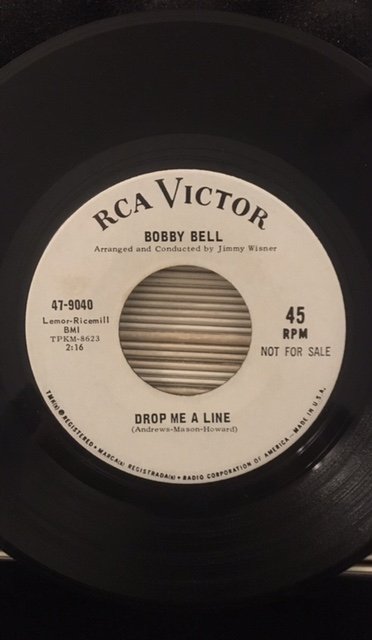 RCA VICTOR
BOBBY BELL
Arranged and Conducted by Jimmy Wisner
47-9040
Lemor-Ricemill
BMI
TPKM-8623
2:16
45
RPM
NOT FOR SALE
DROP ME A LINE
(Andrews-Mason-Howard)
TMK(s) ® REGISTERED • MARCA(s) REGISTRADA(s) • RADIO CORPORATION OF AMERICA — MADE IN U.S.A.